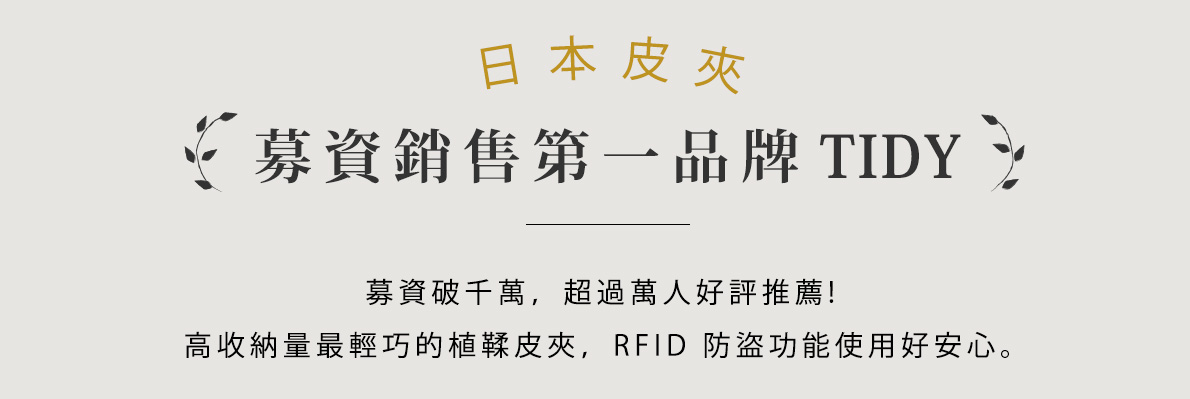 日本皮夾
募資銷售第一品牌 TIDY
募資破千萬，超過萬人好評推薦!
高收納量最輕巧的植鞣皮夾，RFID 防盜功能使用好安心。